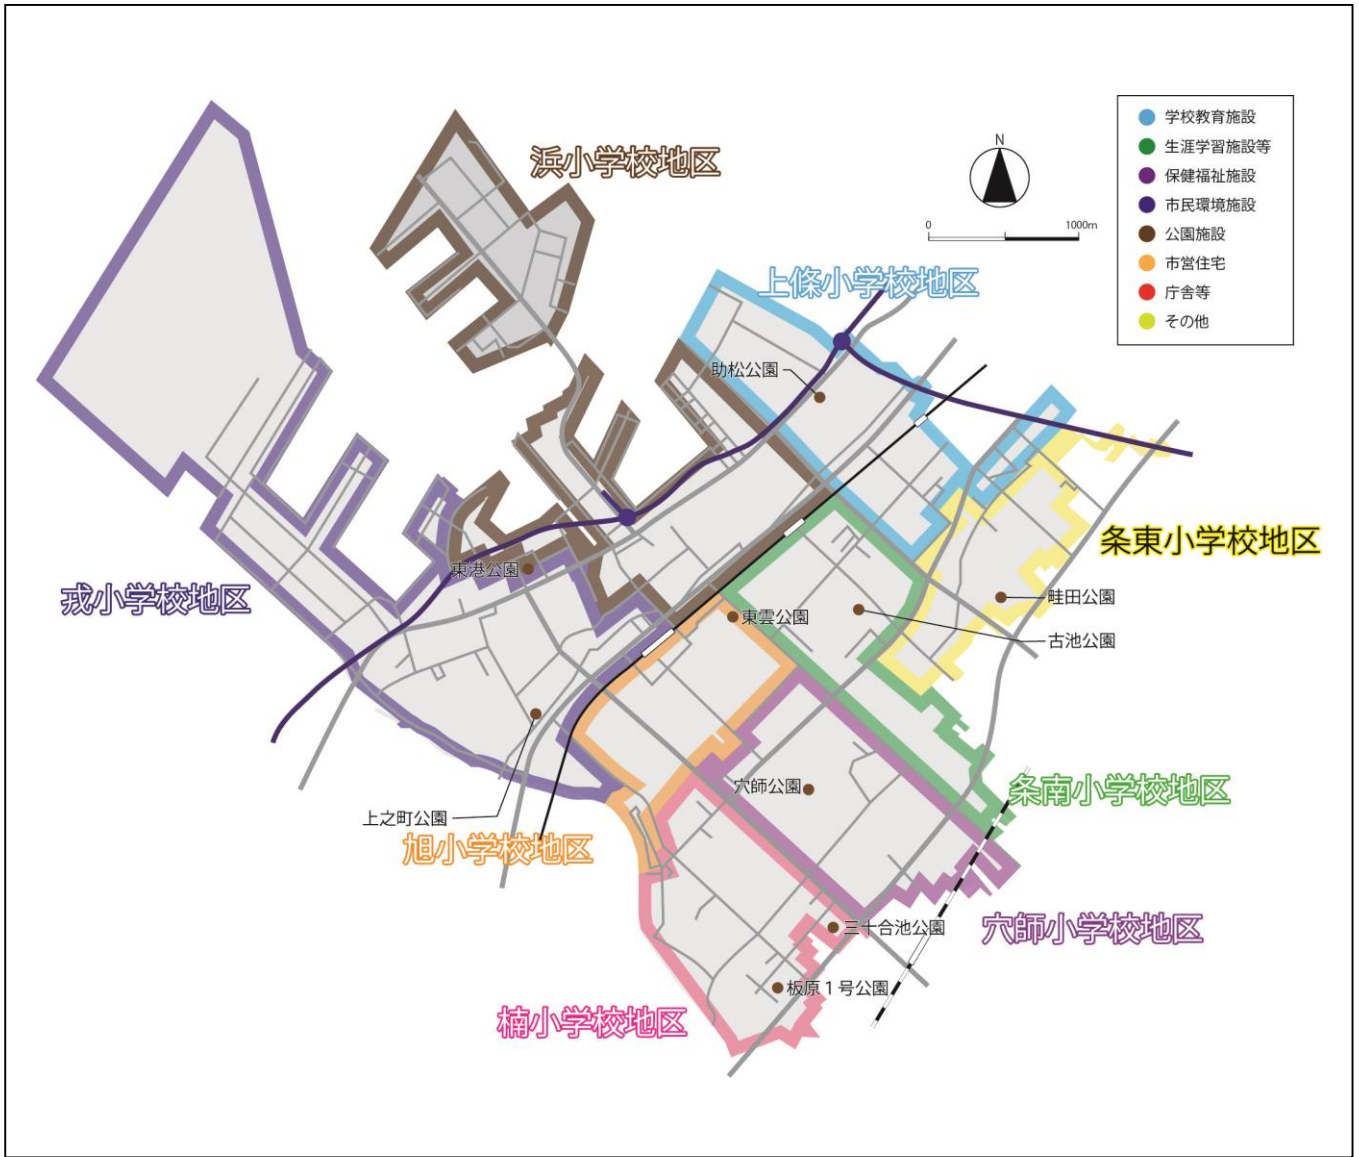 浜小学校地区
N
0
1000m
学校教育施設
生涯学習施設等
保健福祉施設
市民環境施設
公園施設
市営住宅
庁舎等
その他
上條小学校地区
助松公園
条東小学校地区
東港公園
戎小学校地区
畦田公園
東雲公園
古池公園
穴師公園
条南小学校地区
上之町公園
旭小学校地区
三十合池公園
穴師小学校地区
板原1号公園
楠小学校地区